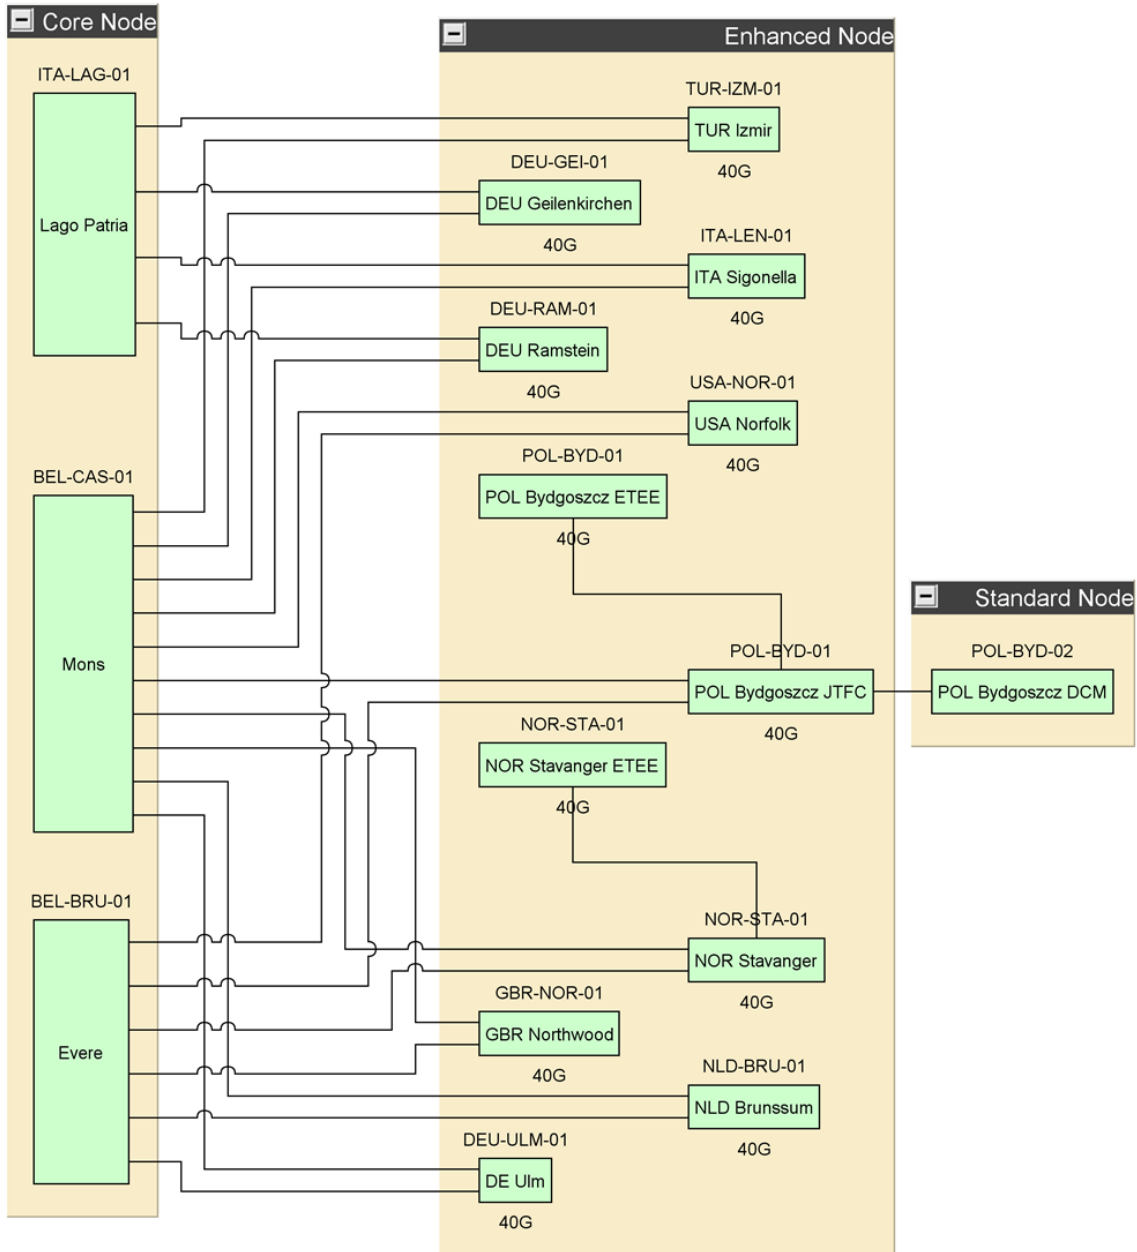 Core Node
ITA-LAG-01
Lago Patria
BEL-CAS-01
Mons
BEL-BRU-01
Evere
Enhanced Node
TUR-IZM-01
TUR Izmir
40G
DEU-GEI-01
DEU Geilenkirchen
40G
ITA-LEN-01
ITA Sigonella
40G
DEU-RAM-01
DEU Ramstein
40G
USA-NOR-01
USA Norfolk
40G
POL-BYD-01
POL Bydgoszcz ETEE
40G
POL-BYD-01
POL Bydgoszcz JTFC
40G
NOR-STA-01
NOR Stavanger ETEE
40G
NOR-STA-01
NOR Stavanger
40G
GBR-NOR-01
GBR Northwood
40G
NLD-BRU-01
NLD Brunssum
40G
DEU-ULM-01
DE Ulm
40G
Standard Node
POL-BYD-02
POL Bydgoszcz DCM